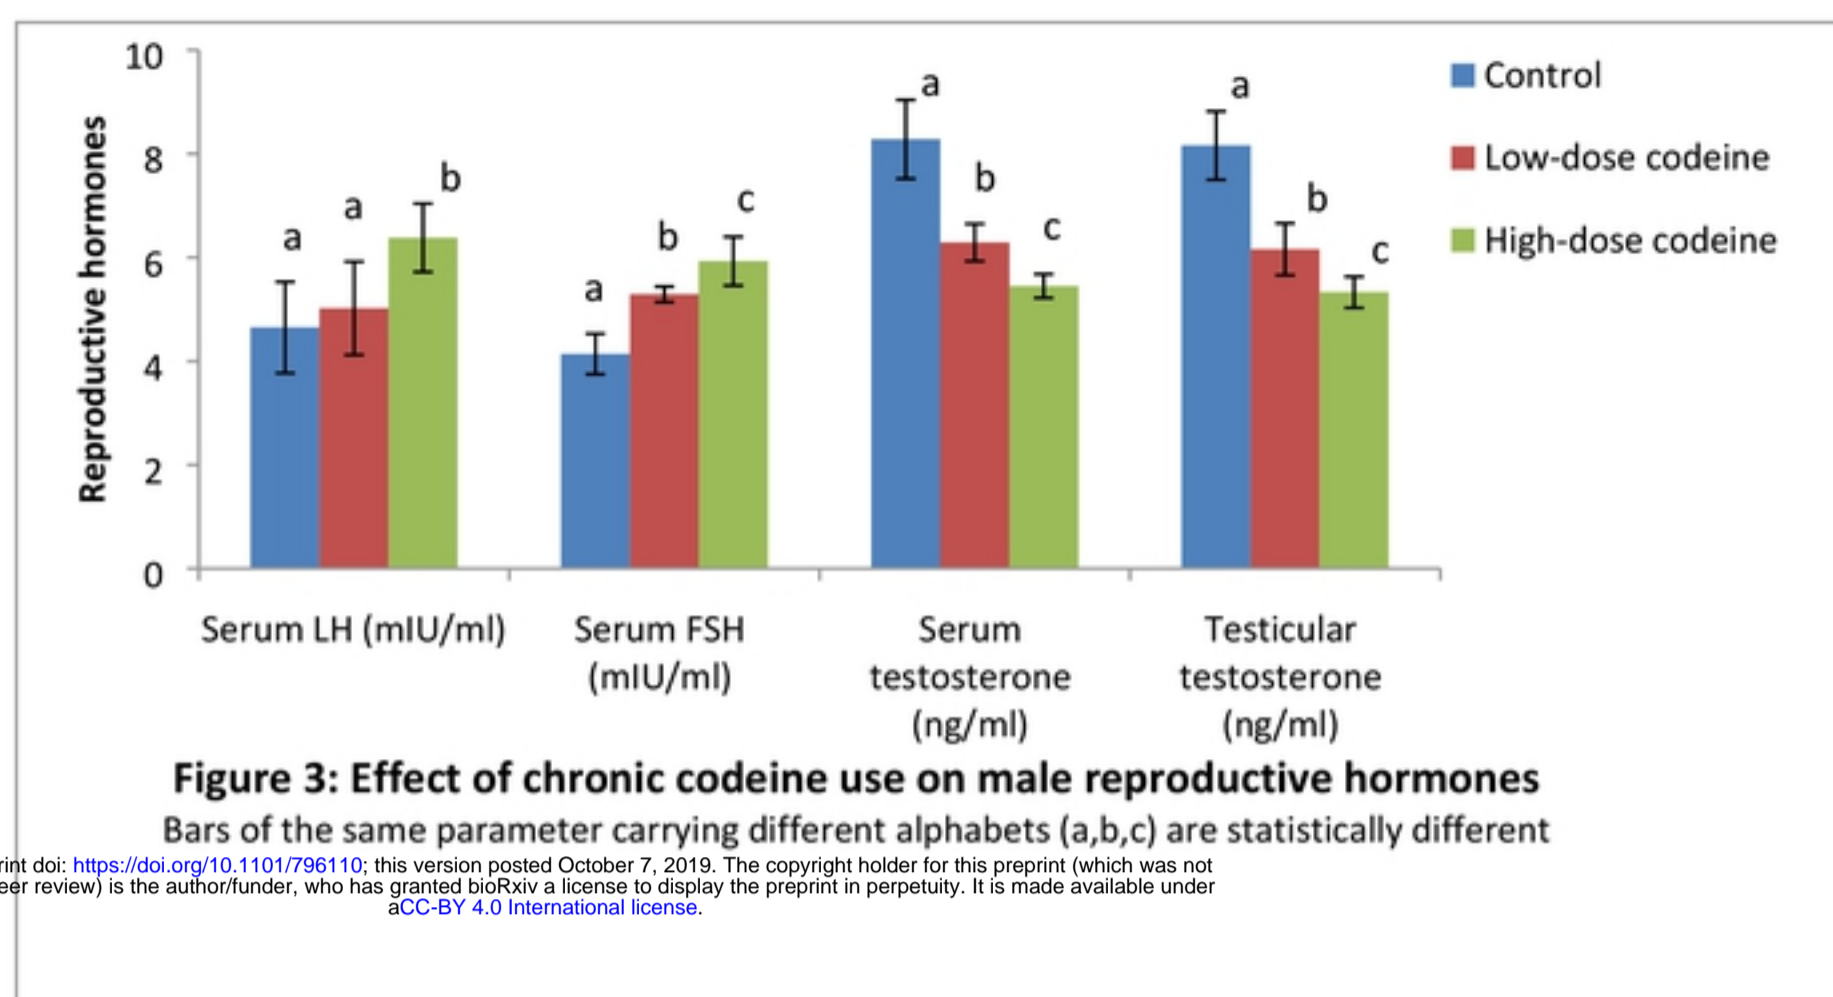 10
8
6
4
2
0
Reproductive hormones
a
a
b
a
b
c
a
b
c
a
b
c
Control
Low-dose codeine
High-dose codeine
Serum LH (mIU/ml)
Serum FSH
(mIU/ml)
Serum
testosterone
(ng/ml)
Testicular
testosterone
(ng/ml)
Figure 3: Effect of chronic codeine use on male reproductive hormones
Bars of the same parameter carrying different alphabets (a,b,c) are statistically different
rint doi: https://doi.org/10.1101/796110; this version posted October 7, 2019. The copyright holder for this preprint (which was not
eer review) is the author/funder, who has granted bioRxiv a license to display the preprint in perpetuity. It is made available under
aCC-BY 4.0 International license.